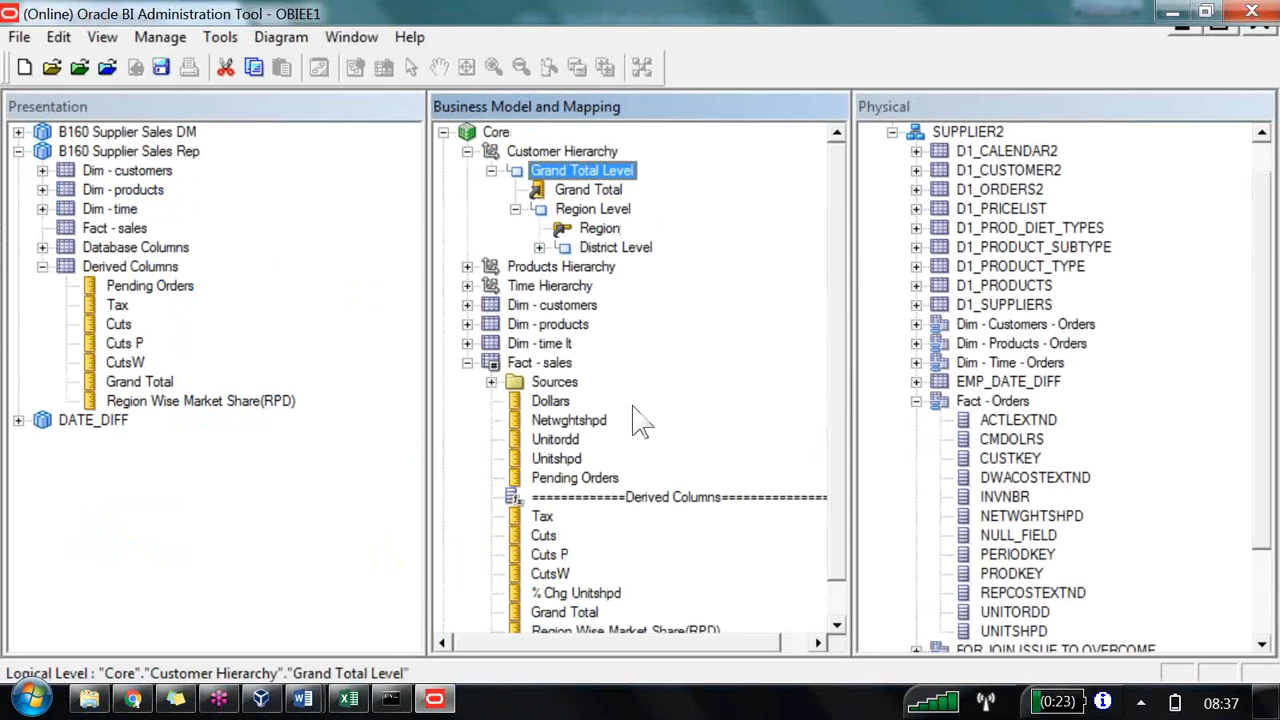 (Online) Oracle BI Administration Tool - OBIEE1
File Edit View Manage Tools Diagram Window Help
Presentation
B160 Supplier Sales DM
B160 Supplier Sales Rep
Dim - customers
Dim - products
Dim - time
Fact - sales
Database Columns
Derived Columns
Pending Orders
Tax
Cuts
Cuts P
CutsW
Grand Total
Region Wise Market Share(RPD)
DATE_DIFF
Business Model and Mapping
Core
Customer Hierarchy
Grand Total Level
Grand Total
Region Level
Region
District Level
Products Hierarchy
Time Hierarchy
Dim - customers
Dim - products
Dim - time lt
Fact - sales
Sources
Dollars
Netwghtshpd
Unitordd
Unitshpd
Pending Orders
=============Derived Columns===============
Tax
Cuts
Cuts P
CutsW
% Chg Unitshpd
Grand Total
Region Wise Market Share(RPD)
Physical
SUPPLIER2
D1_CALENDAR2
D1_CUSTOMER2
D1_ORDERS2
D1_PRICELIST
D1_PROD_DIET_TYPES
D1_PRODUCT_SUBTYPE
D1_PRODUCT_TYPE
D1_PRODUCTS
D1_SUPPLIERS
Dim - Customers - Orders
Dim - Products - Orders
Dim - Time - Orders
EMP_DATE_DIFF
Fact - Orders
ACTLEXTND
CMDOLRS
CUSTKEY
DWACOSTEXTND
INVNBR
NETWGHTSHPD
NULL_FIELD
PERIODKEY
PRODKEY
REPCOSTEXTND
UNITORDD
UNITSHPD
FOR JOIN ISSUE TO OVERCOME
Logical Level : "Core"."Customer Hierarchy"."Grand Total Level"
(0:23) 08:37